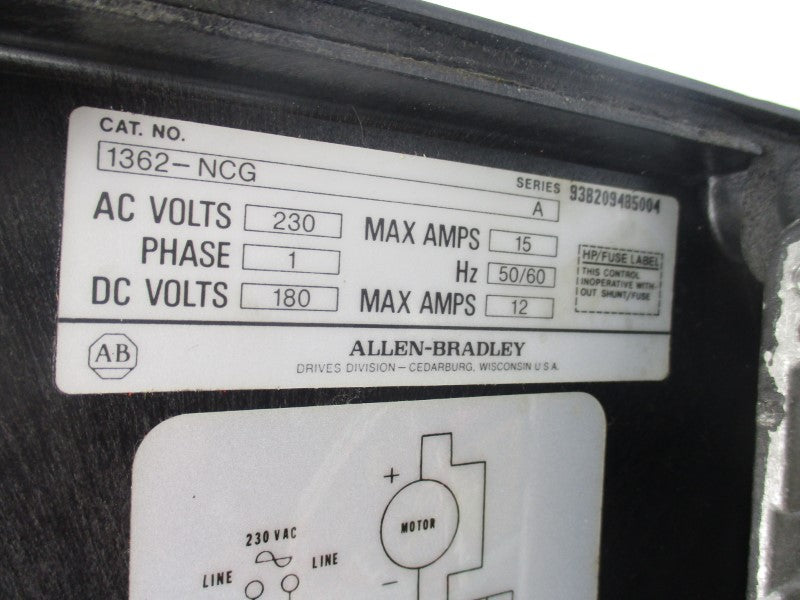 CAT. NO.
1362-NCG
SERIES A 938209485004
AC VOLTS 230 MAX AMPS 15
PHASE 1 Hz 50/60
DC VOLTS 180 MAX AMPS 12
HP/FUSE LABEL
THIS CONTROL
INOPERATIVE WITH-
OUT SHUNT/FUSE
AB
ALLEN-BRADLEY
DRIVES DIVISION – CEDARBURG, WISCONSIN U.S.A.
+
MOTOR
−
230 VAC
LINE LINE